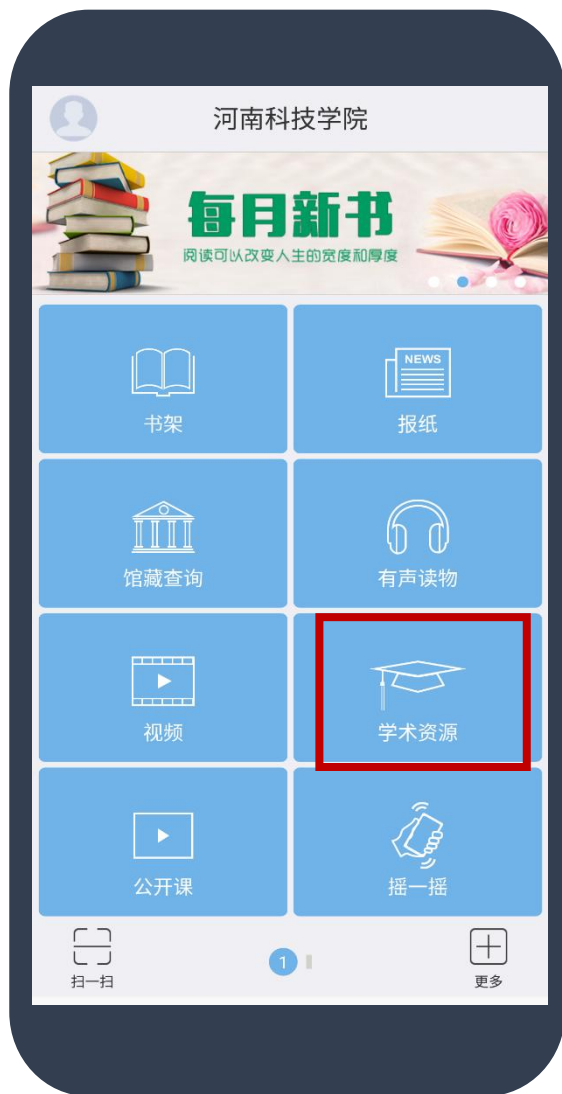 河南科技学院
每月新书
阅读可以改变人生的宽度和厚度
书架
NEWS
报纸
馆藏查询
有声读物
视频
学术资源
公开课
摇一摇
扫一扫
1
更多